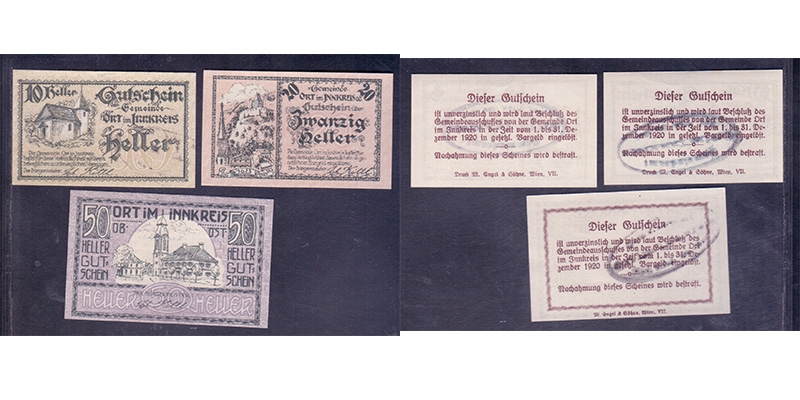 10 Heller
Gutschein
Gemeinde
Ort im Innkreis
Heller
20
Gemeinde
20
Ort im Innkreis
Gutschein über
Zwanzig
Heller
50
ORT IM INNKREIS
50
OB·
ÖST·
HELLER
GUT
SCHEIN
HELLER
GUT
SCHEIN
HELLER
HELLER
Dieser Gutschein
ist unverzinslich und wird laut Beschluß des
Gemeindeausschusses von der Gemeinde Ort
im Innkreis in der Zeit vom 1. bis 31. De-
zember 1920 in gesetzl. Bargeld eingelöst.
Nachahmung dieses Scheines wird bestraft.
Druck M. Engel & Söhne, Wien, VII.
Dieser Gutschein
ist unverzinslich und wird laut Beschluß des
Gemeindeausschusses von der Gemeinde Ort
im Innkreis in der Zeit vom 1. bis 31. De-
zember 1920 in gesetzl. Bargeld eingelöst.
Nachahmung dieses Scheines wird bestraft.
Druck M. Engel & Söhne, Wien, VII.
Dieser Gutschein
ist unverzinslich und wird laut Beschluß des
Gemeindeausschusses von der Gemeinde Ort
im Innkreis in der Zeit vom 1. bis 31. De-
zember 1920 in gesetzl. Bargeld eingelöst.
Nachahmung dieses Scheines wird bestraft.
M. Engel & Söhne, Wien, VII.